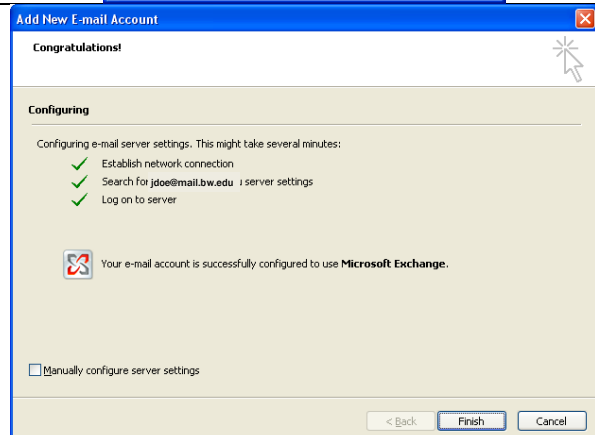 Add New E-mail Account
Congratulations!
Configuring
Configuring e-mail server settings. This might take several minutes:
Establish network connection
Search for jdoe@mail.bw.edu server settings
Log on to server
Your e-mail account is successfully configured to use Microsoft Exchange.
Manually configure server settings
< Back Finish Cancel